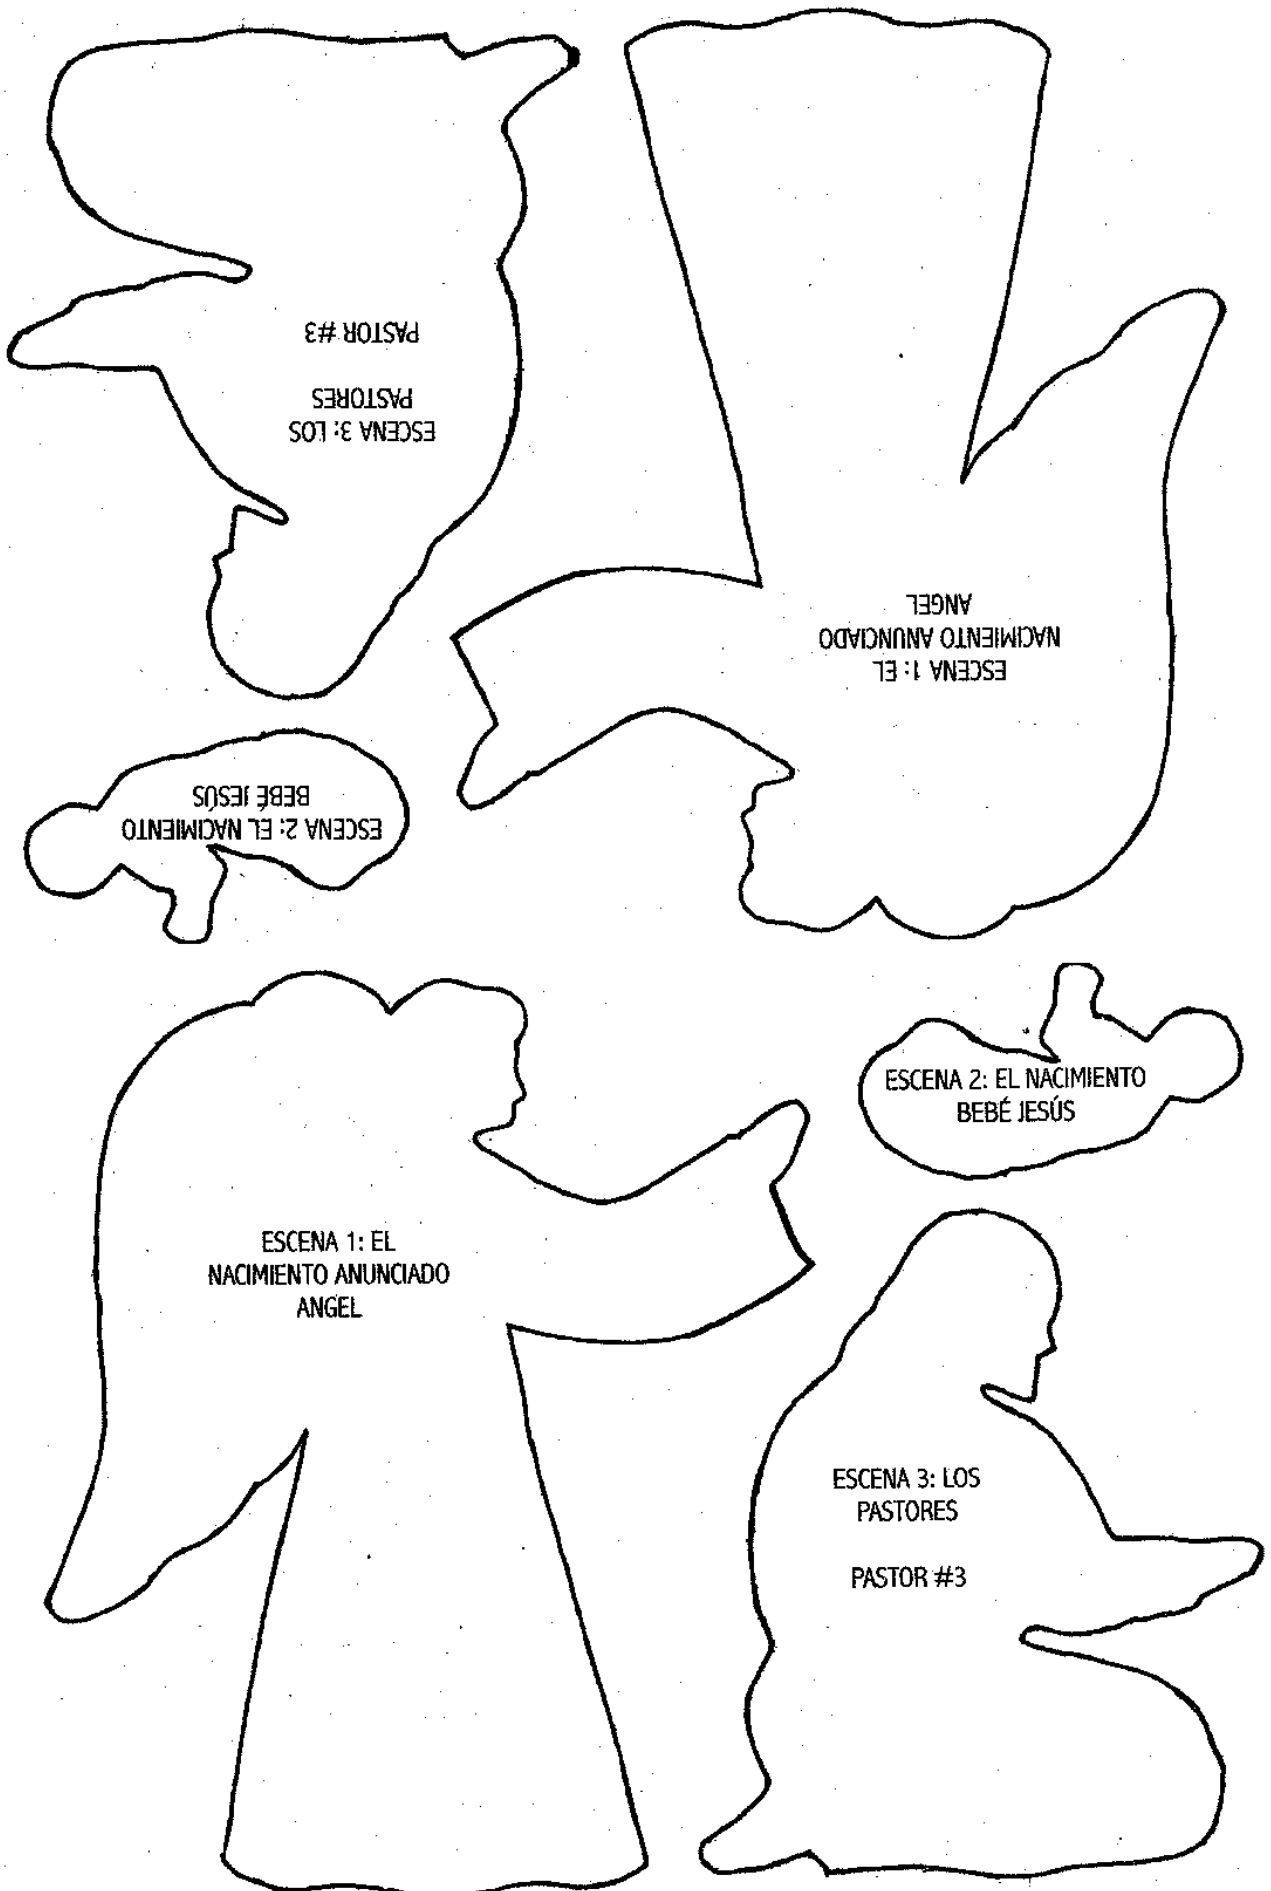 PASTOR #3
ESCENA 3: LOS
PASTORES
ESCENA 1: EL
NACIMIENTO ANUNCIADO
ANGEL
ESCENA 2: EL NACIMIENTO
BEBÉ JESÚS
ESCENA 2: EL NACIMIENTO
BEBÉ JESÚS
ESCENA 1: EL
NACIMIENTO ANUNCIADO
ANGEL
ESCENA 3: LOS
PASTORES
PASTOR #3